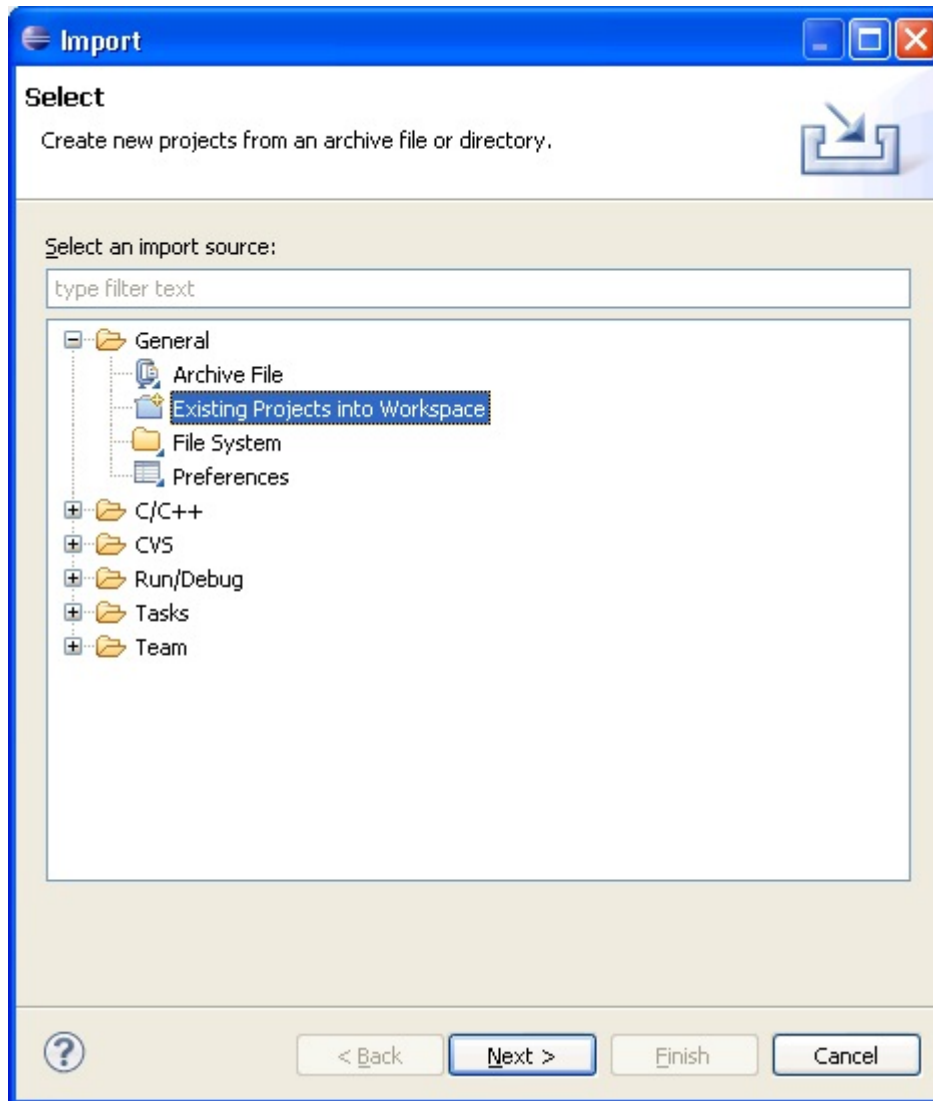 Import
Select
Create new projects from an archive file or directory.
Select an import source:
type filter text
General
Archive File
Existing Projects into Workspace
File System
Preferences
C/C++
CVS
Run/Debug
Tasks
Team
?
< Back
Next >
Finish
Cancel